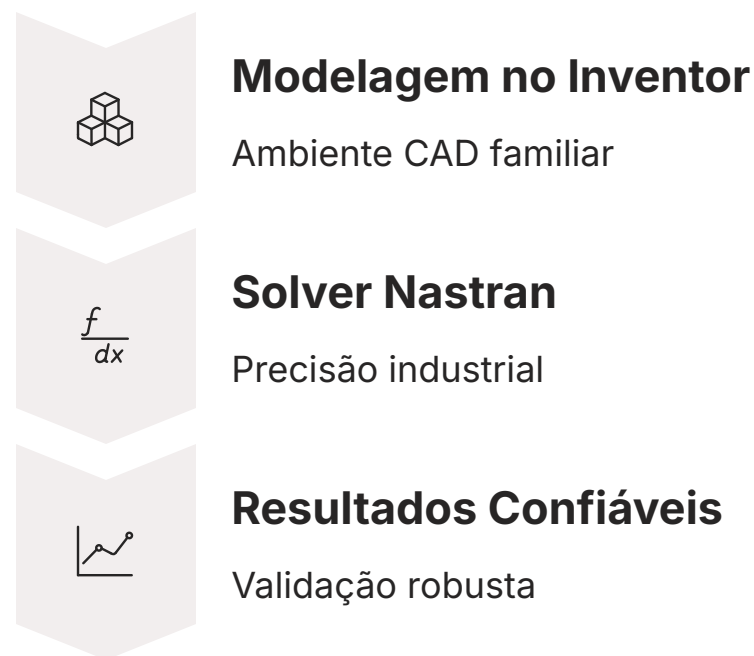 Modelagem no Inventor
Ambiente CAD familiar
f
dx
Solver Nastran
Precisão industrial
Resultados Confiáveis
Validação robusta